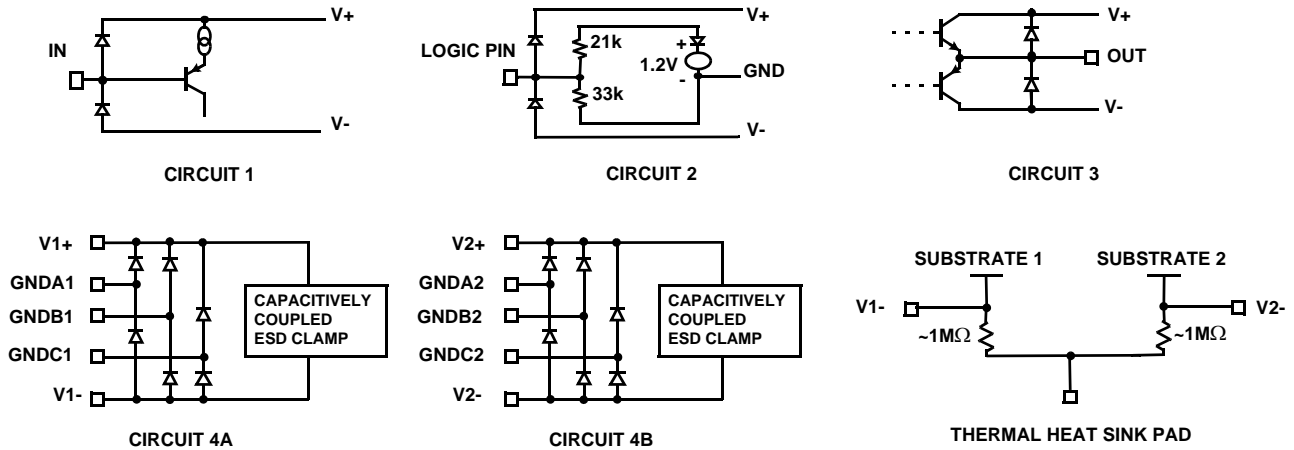 IN
V+
V-
CIRCUIT 1
LOGIC PIN
21k
33k
+
1.2V
-
V+
GND
V-
CIRCUIT 2
V+
OUT
V-
CIRCUIT 3
V1+
GNDA1
GNDB1
GNDC1
V1-
CAPACITIVELY
COUPLED
ESD CLAMP
CIRCUIT 4A
V2+
GNDA2
GNDB2
GNDC2
V2-
CAPACITIVELY
COUPLED
ESD CLAMP
CIRCUIT 4B
SUBSTRATE 1
SUBSTRATE 2
V1-
V2-
~1MΩ
~1MΩ
THERMAL HEAT SINK PAD